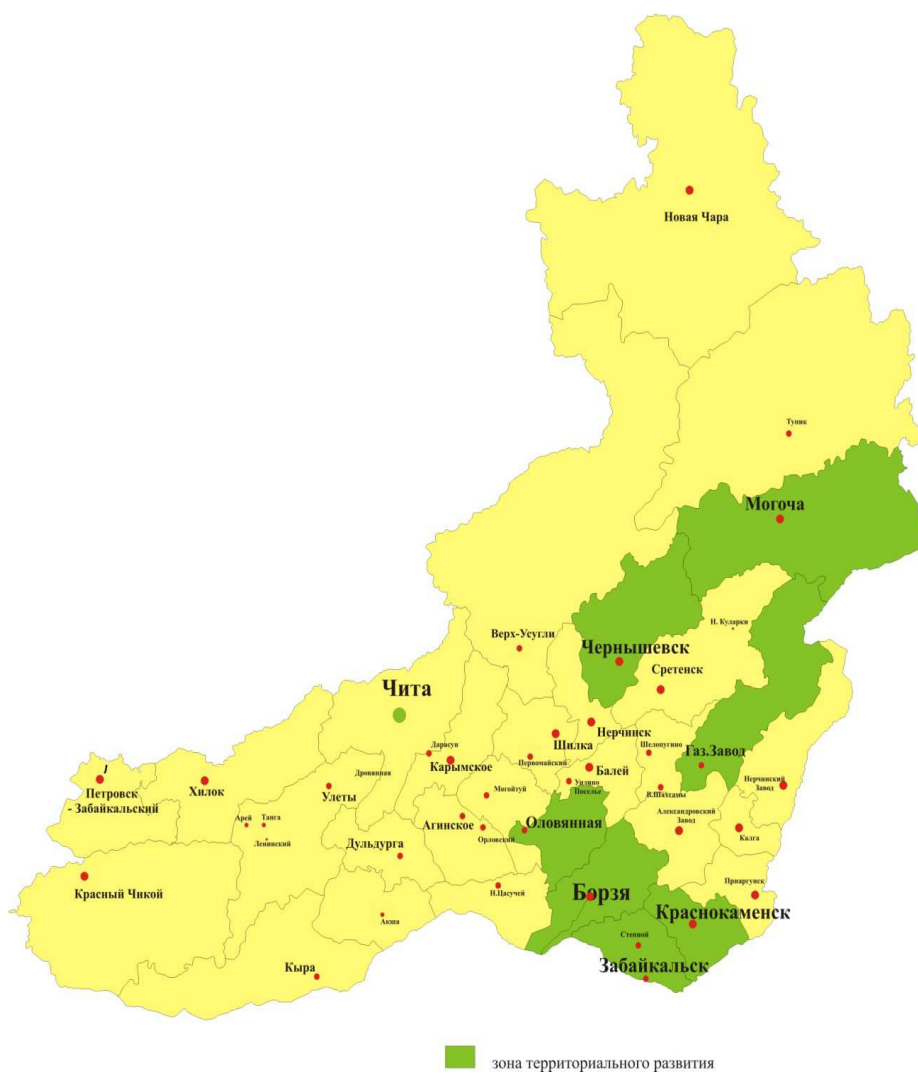 Новая Чара
Тупик
Могоча
Н. Куларки
Верх-Усугли
Чернышевск
Сретенск
Чита
Нерчинск
Шилка
Дарасун
Карымское
Первомайский
Шелопугино
Газ.Завод
Балей
Дровянная
Петровск
- Забайкальский
Хилок
Улеты
Могойтуй
Поселье
В.Шахтамы
Нерчинский
Завод
Александровский
Завод
Калга
Арей
Танга
Ленинский
Агинское
Орловский
Оловянная
Дульдурга
Красный Чикой
Н.Цасучей
Борзя
Приаргунск
Краснокаменск
Акша
Степной
Забайкальск
Кыра
зона территориального развития